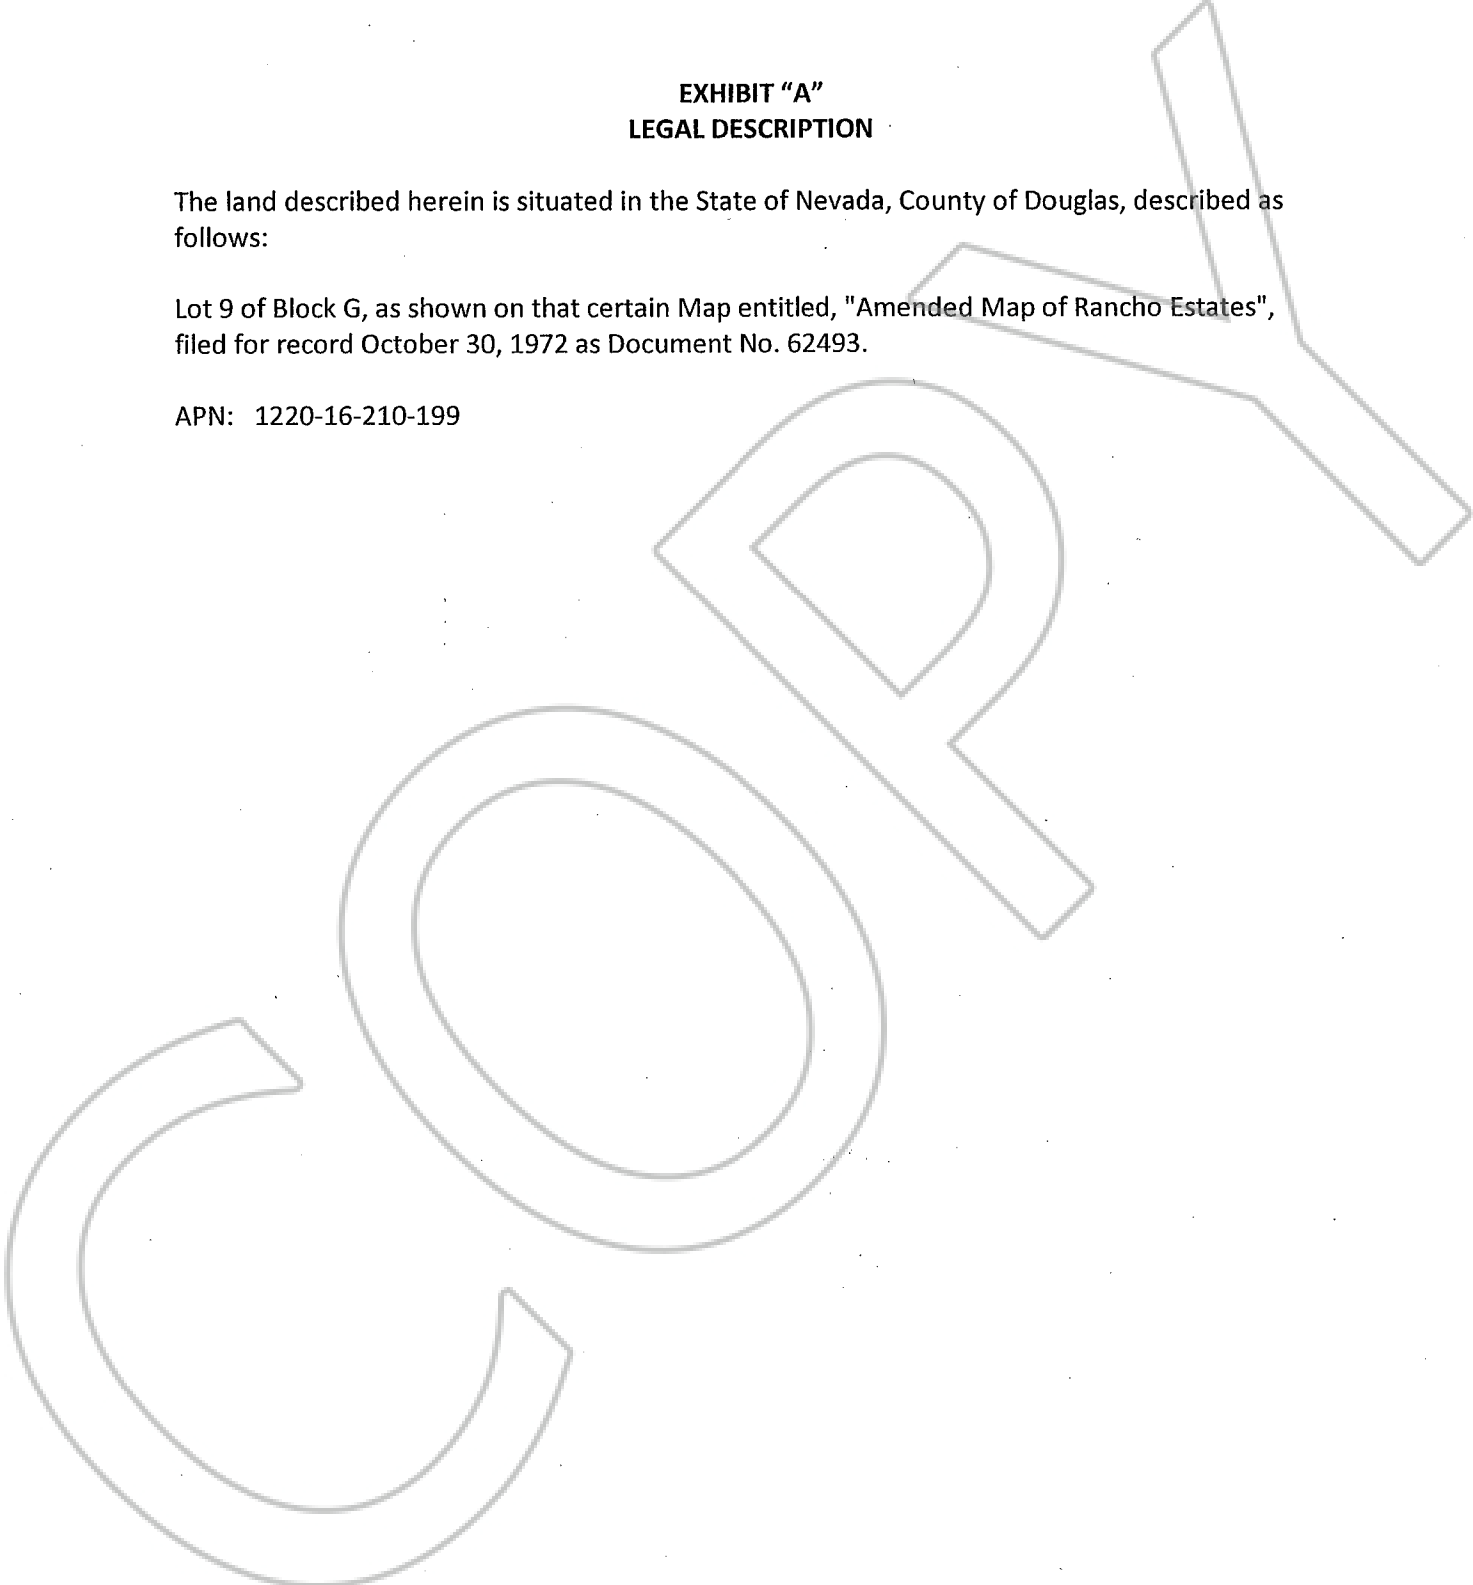 EXHIBIT “A”
LEGAL DESCRIPTION
The land described herein is situated in the State of Nevada, County of Douglas, described as
follows:
Lot 9 of Block G, as shown on that certain Map entitled, "Amended Map of Rancho Estates",
filed for record October 30, 1972 as Document No. 62493.
APN: 1220-16-210-199
COPY